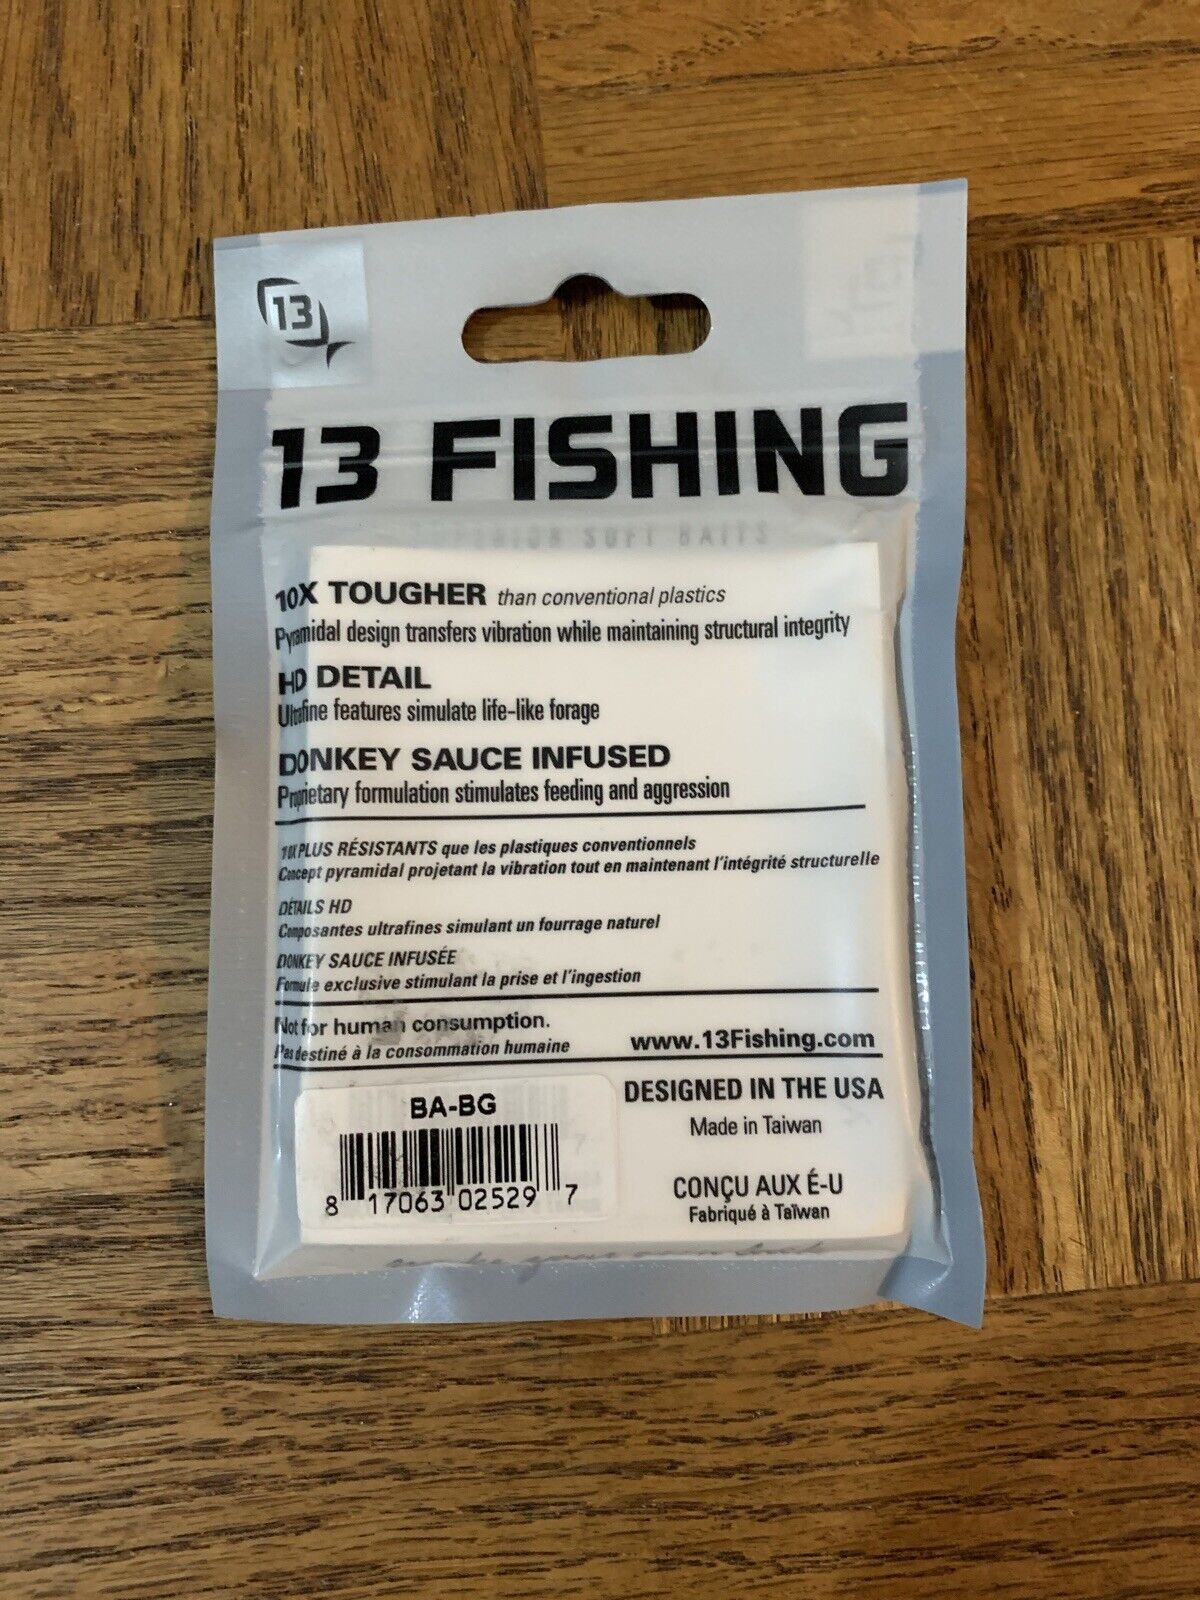 13
13 FISHING
SOFT BAITS
10X TOUGHER than conventional plastics
Pyramidal design transfers vibration while maintaining structural integrity
HD DETAIL
Ultrafine features simulate life-like forage
DONKEY SAUCE INFUSED
Proprietary formulation stimulates feeding and aggression
10X PLUS RÉSISTANTS que les plastiques conventionnels
Concept pyramidal projetant la vibration tout en maintenant l'intégrité structurelle
DÉTAILS HD
Composantes ultrafines simulant un fourrage naturel
DONKEY SAUCE INFUSÉE
Formule exclusive stimulant la prise et l'ingestion
Not for human consumption.
Pas destiné à la consommation humaine
www.13Fishing.com
BA-BG
8 17063 02529 7
DESIGNED IN THE USA
Made in Taiwan
CONÇU AUX É-U
Fabriqué à Taïwan